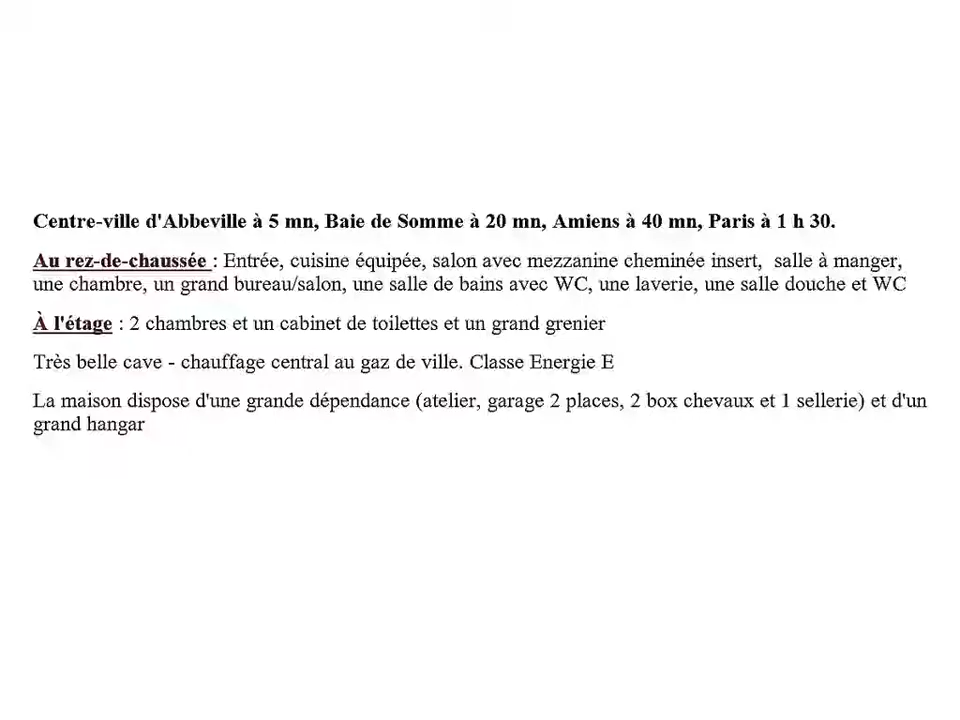 Centre-ville d'Abbeville à 5 mn, Baie de Somme à 20 mn, Amiens à 40 mn, Paris à 1 h 30.
Au rez-de-chaussée : Entrée, cuisine équipée, salon avec mezzanine cheminée insert,  salle à manger,
une chambre, un grand bureau/salon, une salle de bains avec WC, une laverie, une salle douche et WC
À l'étage : 2 chambres et un cabinet de toilettes et un grand grenier
Très belle cave - chauffage central au gaz de ville. Classe Energie E
La maison dispose d'une grande dépendance (atelier, garage 2 places, 2 box chevaux et 1 sellerie) et d'un
grand hangar